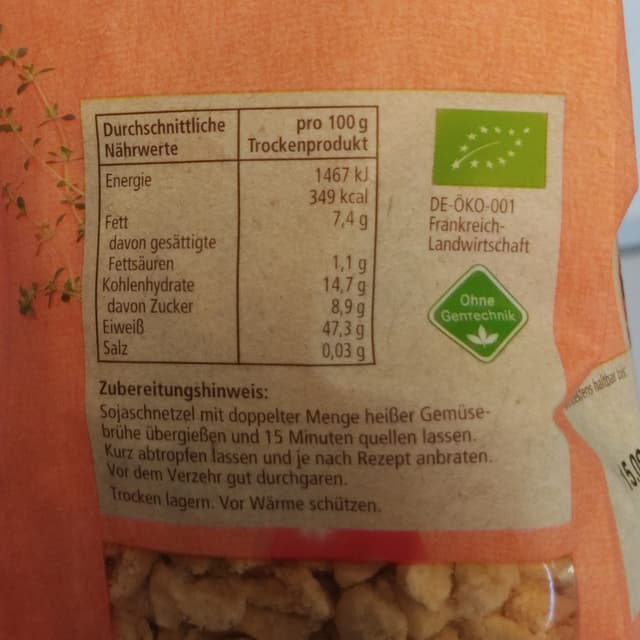 Durchschnittliche pro 100 g
Nährwerte Trockenprodukt
Energie 1467 kJ
349 kcal
Fett 7,4 g
davon gesättigte
Fettsäuren 1,1 g
Kohlenhydrate 14,7 g
davon Zucker 8,9 g
Eiweiß 47,3 g
Salz 0,03 g
DE-ÖKO-001
Frankreich-
Landwirtschaft
Ohne
Gentechnik
Zubereitungshinweis:
Sojaschnetzel mit doppelter Menge heißer Gemüse-
brühe übergießen und 15 Minuten quellen lassen.
Kurz abtropfen lassen und je nach Rezept anbraten.
Vor dem Verzehr gut durchgaren.
Trocken lagern. Vor Wärme schützen.
haltbar bis